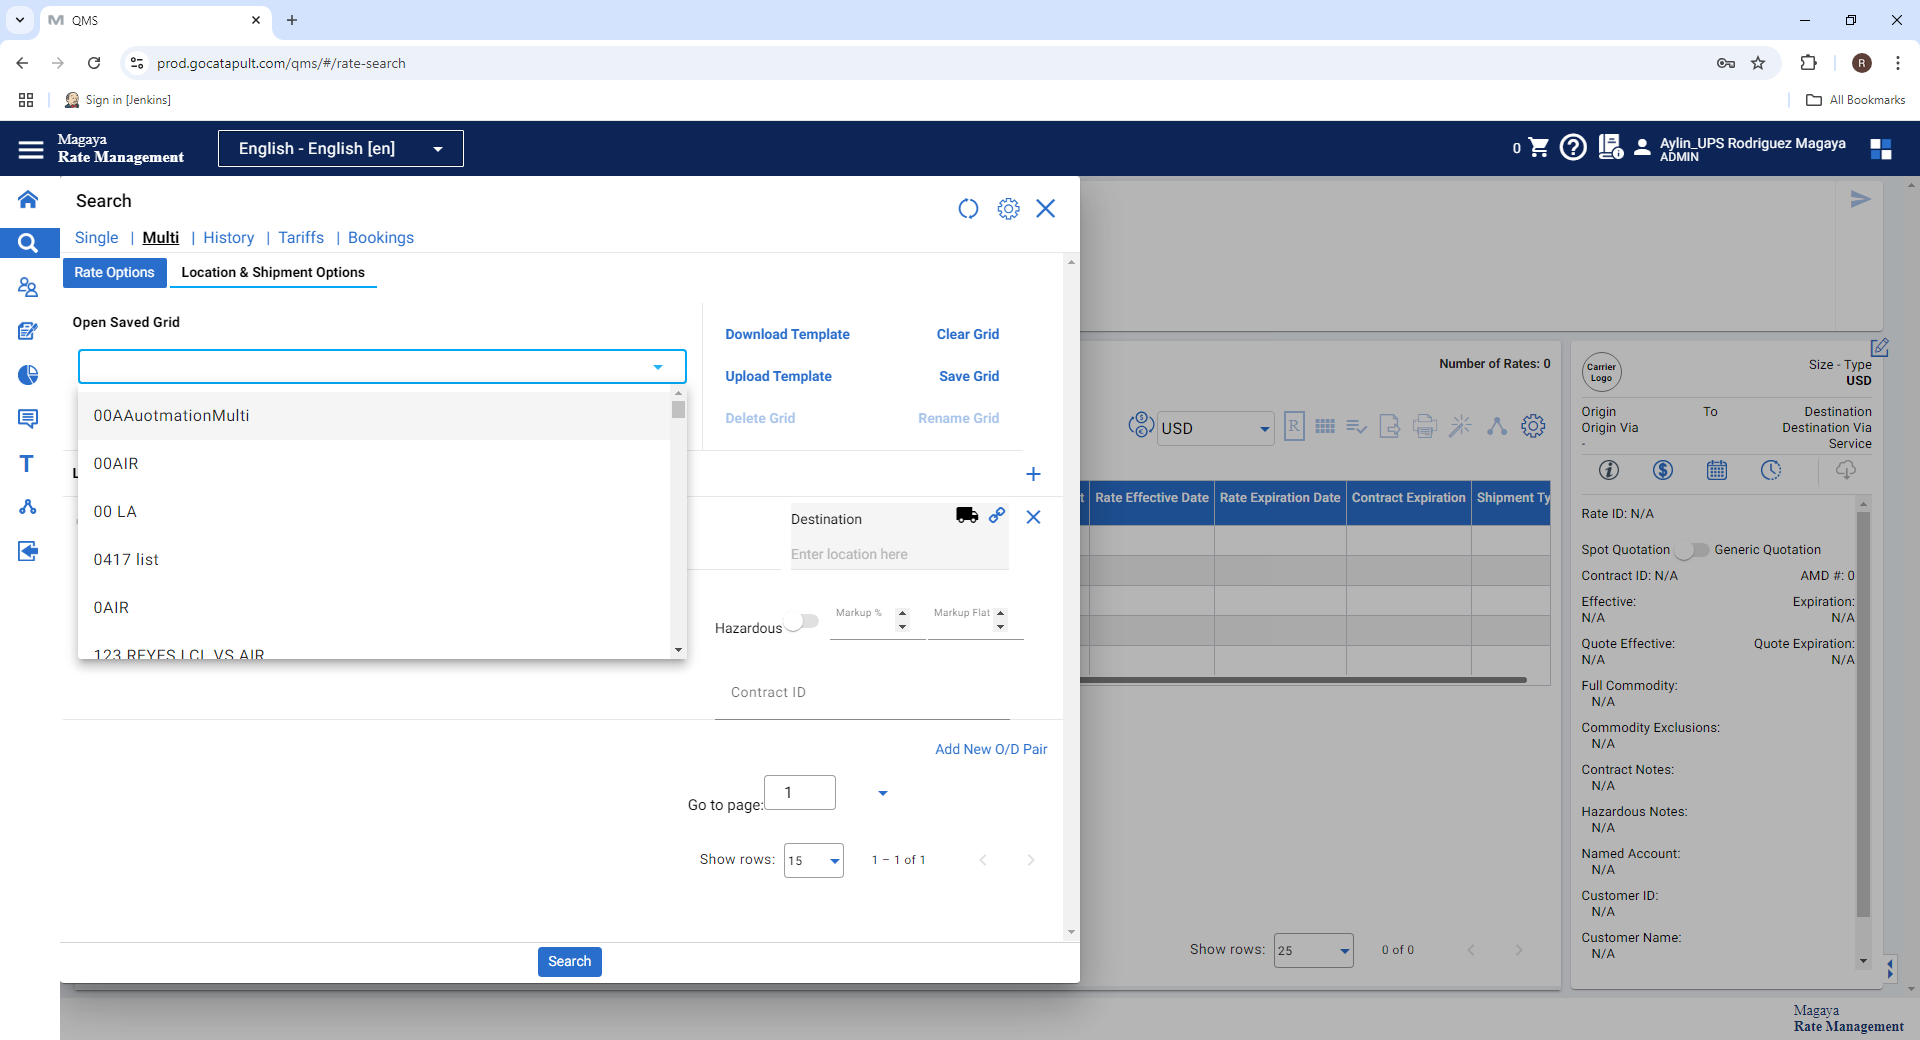 QMS
prod.gocatapult.com/qms/#/rate-search
R
Sign in [Jenkins]
All Bookmarks
Magaya
Rate Management
English - English [en]
0
Aylin_UPS Rodriguez Magaya
ADMIN
Search
Single | Multi | History | Tariffs | Bookings
Rate Options
Location & Shipment Options
Open Saved Grid
Download Template
Clear Grid
Upload Template
Save Grid
Delete Grid
Rename Grid
00AAuotmationMulti
00AIR
00 LA
0417 list
0AIR
123 REYES LCL VS AIR
Destination
Enter location here
Hazardous
Markup %
Markup Flat
Contract ID
Add New O/D Pair
Go to page:
1
Show rows:
15
1 – 1 of 1
Search
Number of Rates: 0
USD
R
Rate Effective Date
Rate Expiration Date
Contract Expiration
Shipment Ty
Show rows:
25
0 of 0
Carrier
Logo
Size - Type
USD
Origin To Destination
Origin Via Destination Via
- Service
Rate ID: N/A
Spot Quotation Generic Quotation
Contract ID: N/A AMD #: 0
Effective: Expiration:
N/A N/A
Quote Effective: Quote Expiration:
N/A N/A
Full Commodity:
N/A
Commodity Exclusions:
N/A
Contract Notes:
N/A
Hazardous Notes:
N/A
Named Account:
N/A
Customer ID:
N/A
Customer Name:
N/A
Magaya
Rate Management